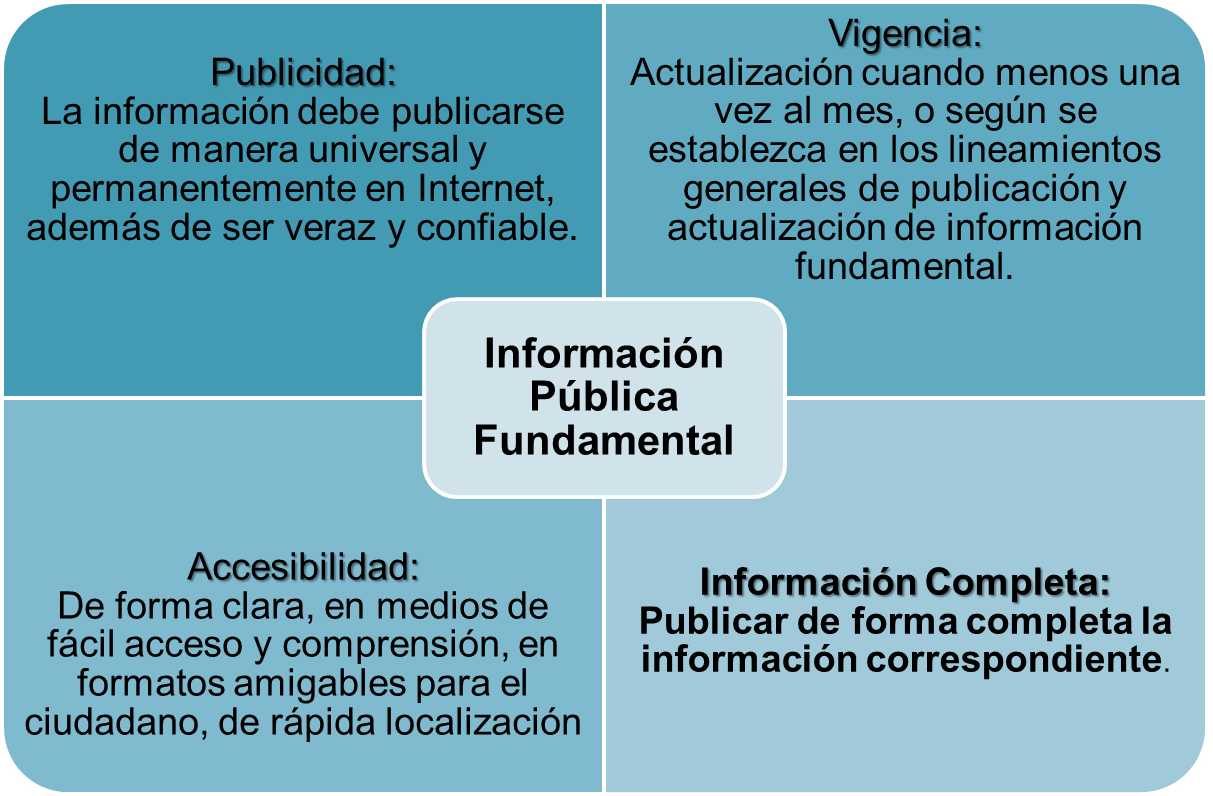 Publicidad:
La información debe publicarse
de manera universal y
permanentemente en Internet,
además de ser veraz y confiable.
Vigencia:
Actualización cuando menos una
vez al mes, o según se
establezca en los lineamientos
generales de publicación y
actualización de información
fundamental.
Información
Pública
Fundamental
Accesibilidad:
De forma clara, en medios de
fácil acceso y comprensión, en
formatos amigables para el
ciudadano, de rápida localización
Información Completa:
Publicar de forma completa la
información correspondiente.